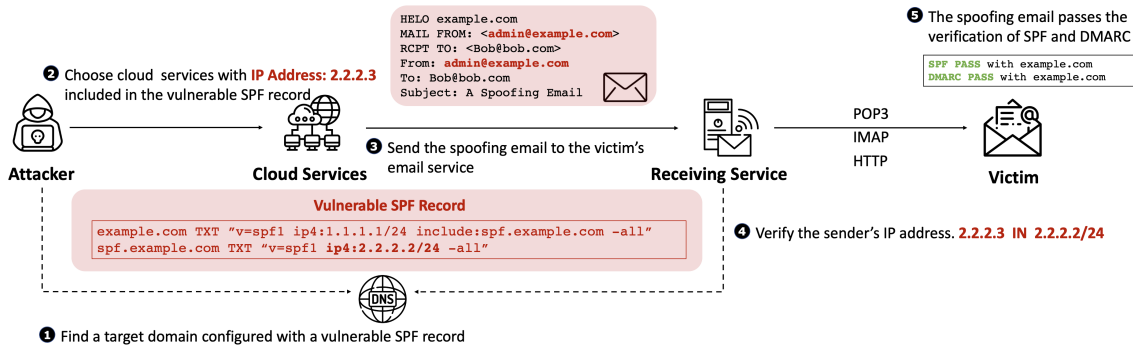 HELO example.com
MAIL FROM: <admin@example.com>
RCPT TO: <Bob@bob.com>
From: admin@example.com
To: Bob@bob.com
Subject: A Spoofing Email
❺ The spoofing email passes the
verification of SPF and DMARC
SPF PASS with example.com
DMARC PASS with example.com
❷ Choose cloud services with IP Address: 2.2.2.3
included in the vulnerable SPF record
❸ Send the spoofing email to the victim's
email service
POP3
IMAP
HTTP
Attacker
Cloud Services
Receiving Service
Victim
Vulnerable SPF Record
example.com TXT “v=spf1 ip4:1.1.1.1/24 include:spf.example.com -all”
spf.example.com TXT “v=spf1 ip4:2.2.2.2/24 -all”
❹ Verify the sender's IP address. 2.2.2.3 IN 2.2.2.2/24
DNS
❶ Find a target domain configured with a vulnerable SPF record